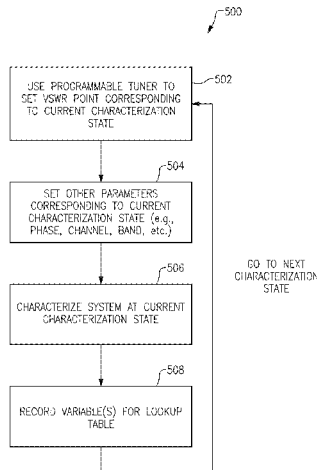 500
502
USE PROGRAMMABLE TUNER TO
SET VSWR POINT CORRESPONDING
TO CURRENT CHARACTERIZATION
STATE
504
SET OTHER PARAMETERS
CORRESPONDING TO CURRENT
CHARACTERIZATION STATE (e.g.,
PHASE, CHANNEL, BAND, etc.)
506
CHARACTERIZE SYSTEM AT CURRENT
CHARACTERIZATION STATE
GO TO NEXT
CHARACTERIZATION
STATE
508
RECORD VARIABLE(S) FOR LOOKUP
TABLE